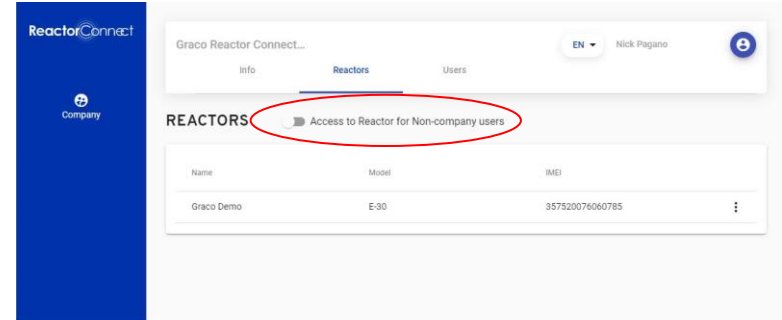 ReactorConnect
Graco Reactor Connect...
EN
Nick Pagano
Info
Reactors
Users
Company
REACTORS
Access to Reactor for Non-company users
Name
Model
IMEI
Graco Demo
E-30
357520076060785